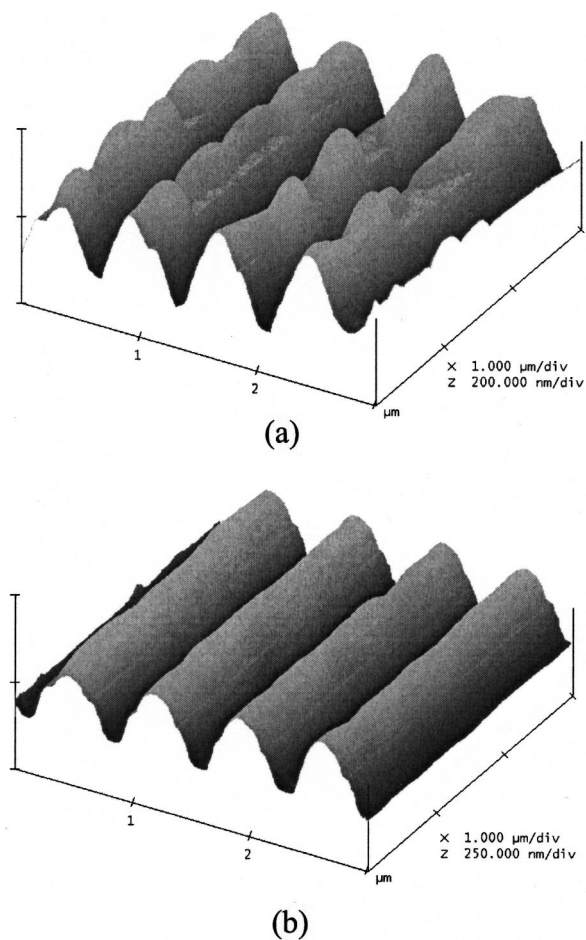 1
2
µm
X 1.000 µm/div
Z 200.000 nm/div
(a)
1
2
µm
X 1.000 µm/div
Z 250.000 nm/div
(b)